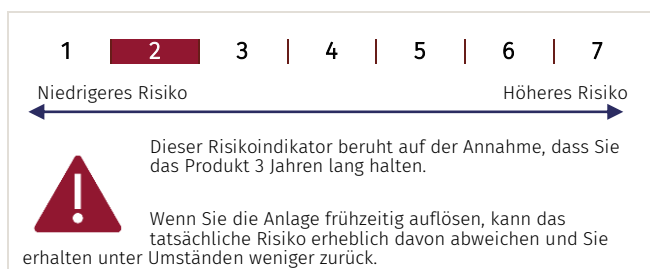 1 2 3 4 5 6 7
Niedrigeres Risiko Höheres Risiko
Dieser Risikoindikator beruht auf der Annahme, dass Sie
das Produkt 3 Jahren lang halten.
Wenn Sie die Anlage frühzeitig auflösen, kann das
tatsächliche Risiko erheblich davon abweichen und Sie
erhalten unter Umständen weniger zurück.